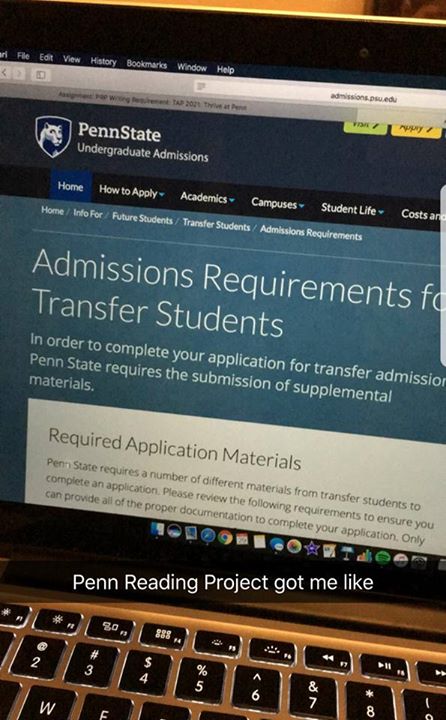 File Edit View History Bookmarks Window Help
admissions.psu.edu
Assignment: PRP Writing Requirement: TAP 2021: Thrive at Penn
Visit Apply
PennState
Undergraduate Admissions
Home How to Apply Academics Campuses Student Life Costs and
Home / Info For / Future Students / Transfer Students / Admissions Requirements
Admissions Requirements fo
Transfer Students
In order to complete your application for transfer admission
Penn State requires the submission of supplemental
materials.
Required Application Materials
Penn State requires a number of different materials from transfer students to
complete an application. Please review the following requirements to ensure you
can provide all of the proper documentation to complete your application. Only
Penn Reading Project got me like
F1 F2 F3 F4 F5 F6 F7 F8
@ # $ % ^ & * (
2 3 4 5 6 7 8
W E